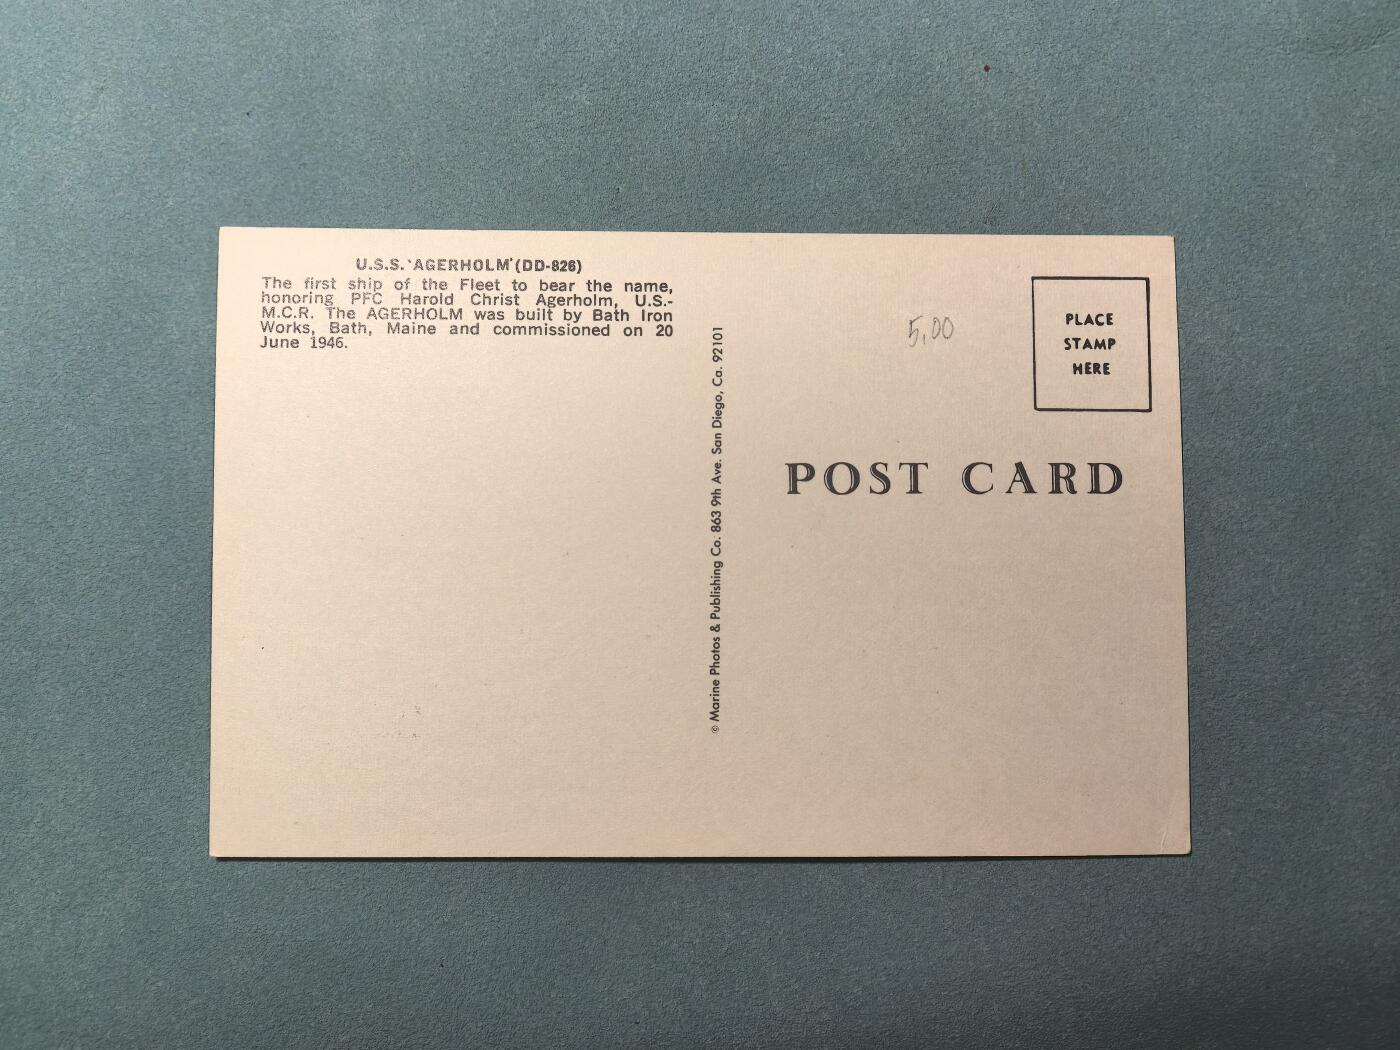 U.S.S. 'AGERHOLM' (DD-826)
The first ship of the Fleet to bear the name,
honoring PFC Harold Christ Agerholm, U.S.-
M.C.R. The AGERHOLM was built by Bath Iron
Works, Bath, Maine and commissioned on 20
June 1946.
© Marine Photos & Publishing Co. 863 9th Ave. San Diego, Ca. 92101
5,00
PLACE
STAMP
HERE
POST CARD